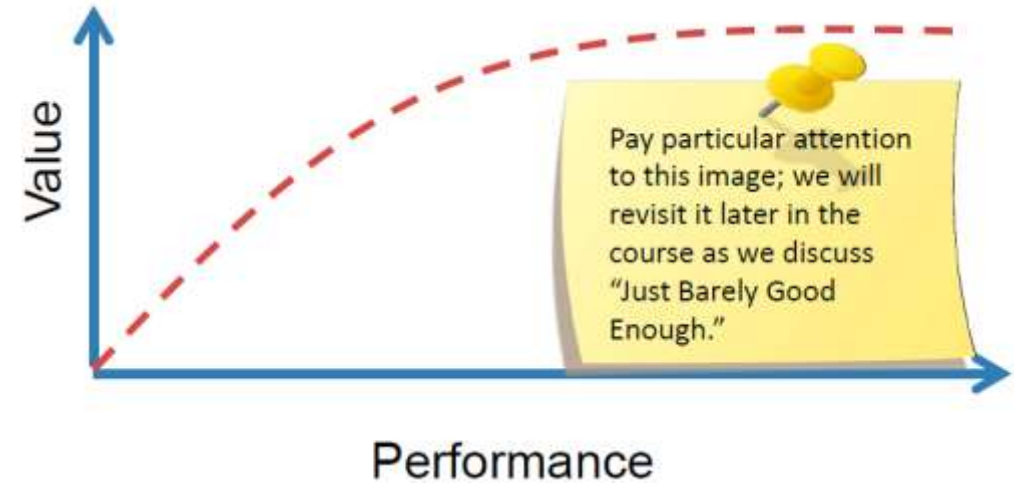 Value
Pay particular attention
to this image; we will
revisit it later in the
course as we discuss
“Just Barely Good
Enough.”
Performance